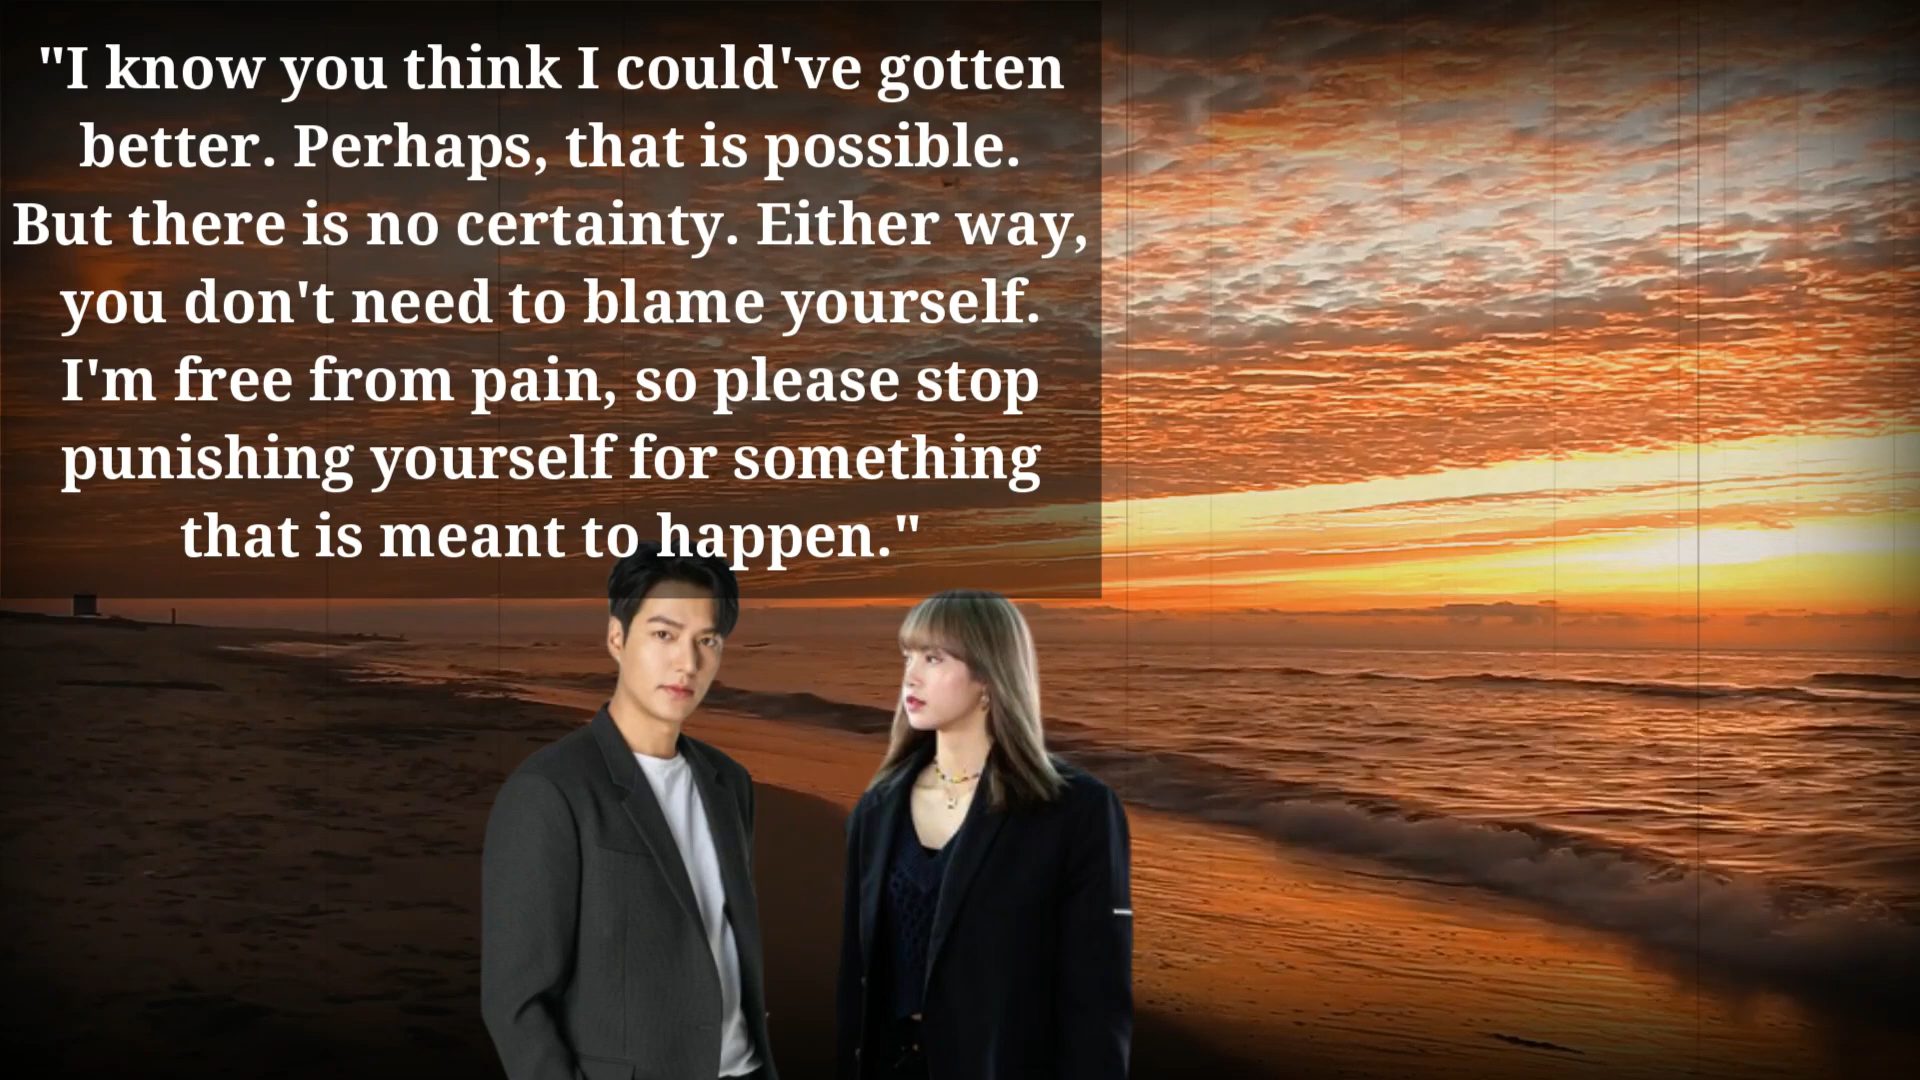 "I know you think I could've gotten
better. Perhaps, that is possible.
But there is no certainty. Either way,
you don't need to blame yourself.
I'm free from pain, so please stop
punishing yourself for something
that is meant to happen."